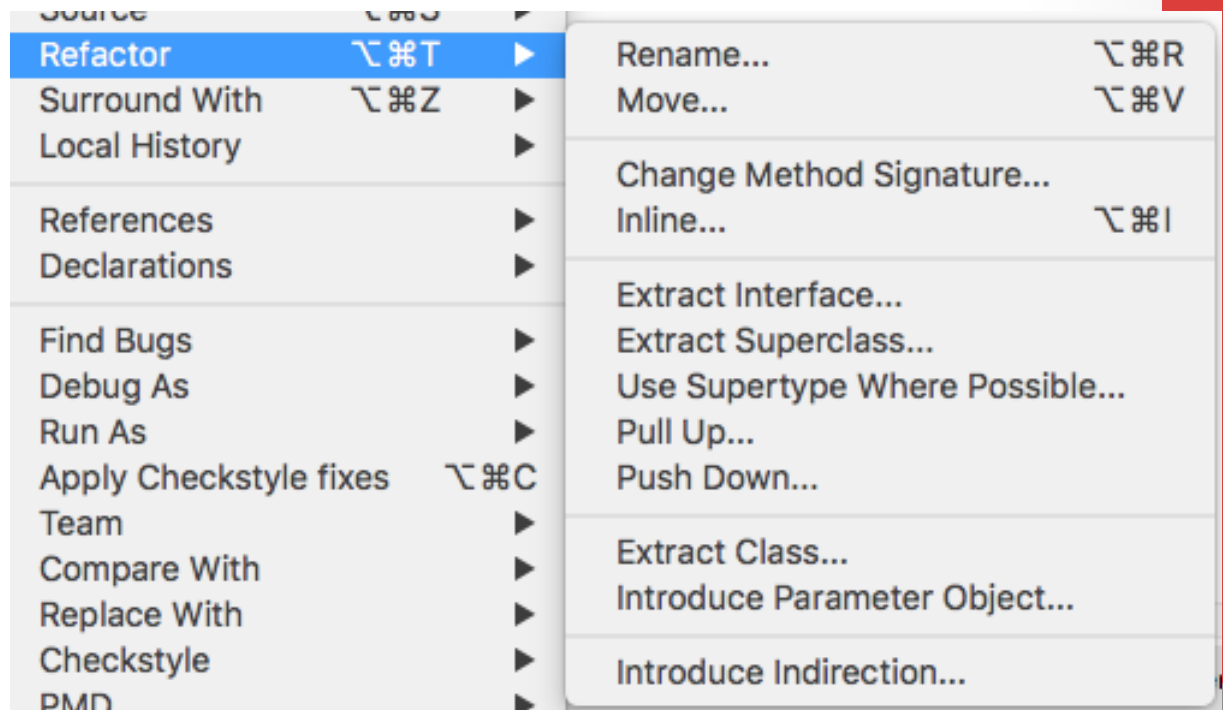 Source ⌥⌘S ▶
Refactor ⌥⌘T ▶
Surround With ⌥⌘Z ▶
Local History ▶
References ▶
Declarations ▶
Find Bugs ▶
Debug As ▶
Run As ▶
Apply Checkstyle fixes ⌥⌘C
Team ▶
Compare With ▶
Replace With ▶
Checkstyle ▶
PMD ▶
Rename... ⌥⌘R
Move... ⌥⌘V
Change Method Signature...
Inline... ⌥⌘I
Extract Interface...
Extract Superclass...
Use Supertype Where Possible...
Pull Up...
Push Down...
Extract Class...
Introduce Parameter Object...
Introduce Indirection...